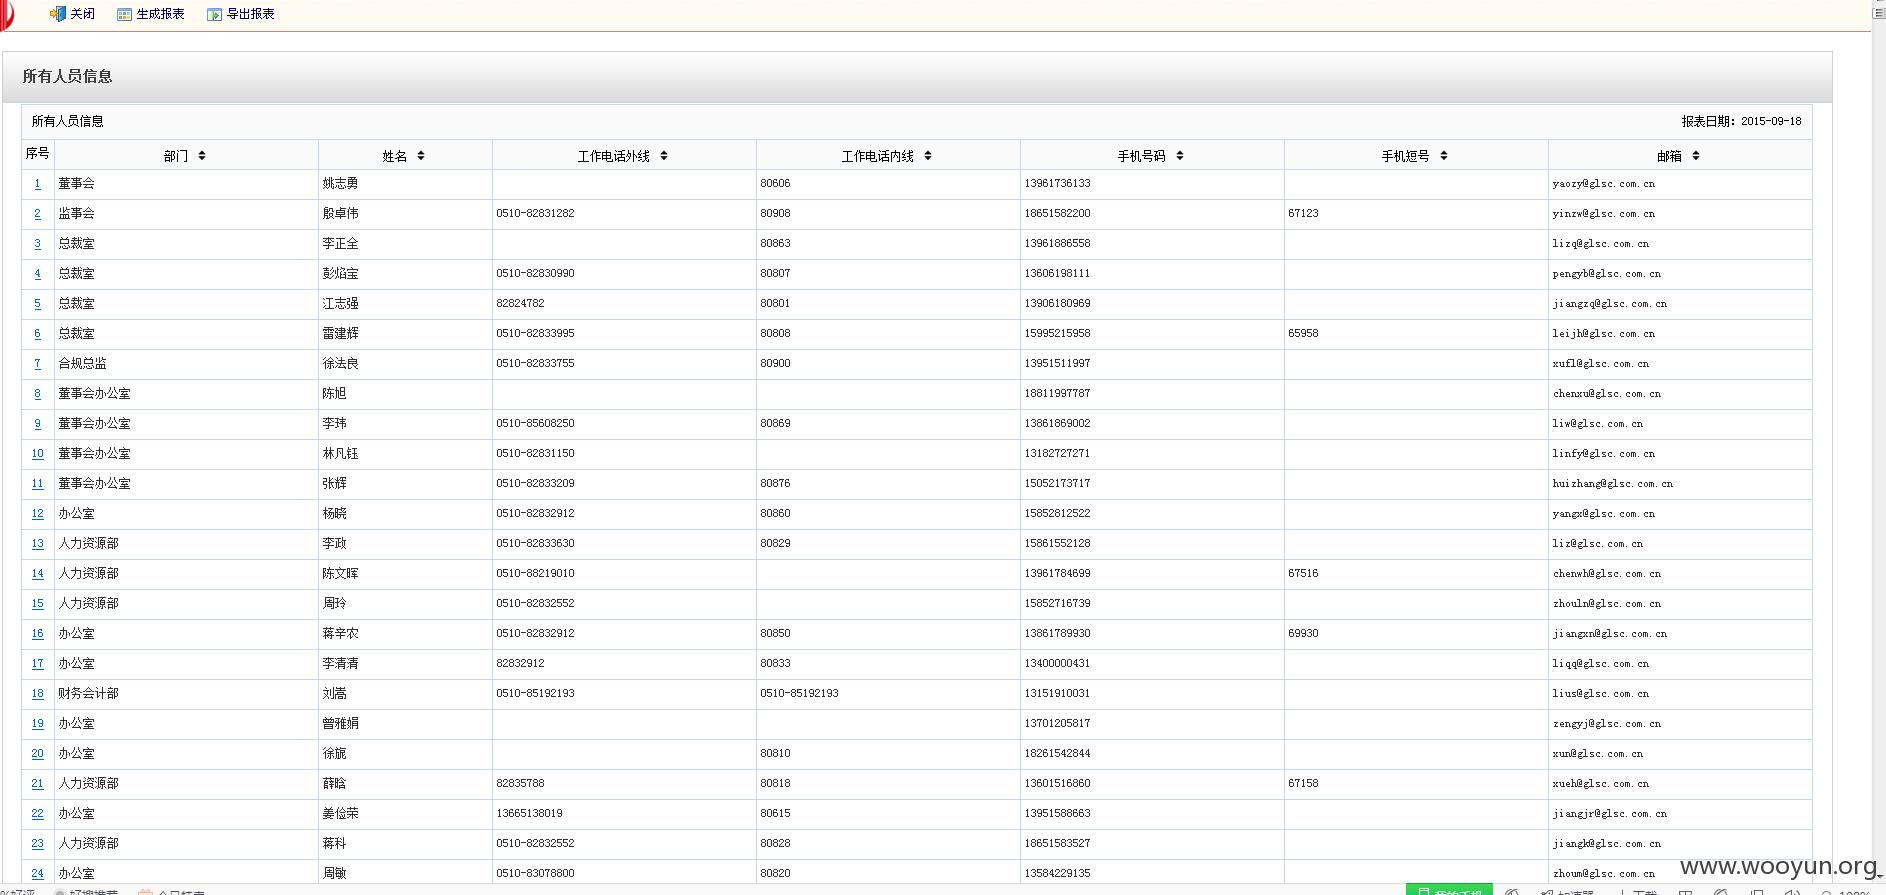 关闭 生成报表 导出报表
所有人员信息
所有人员信息 报表日期：2015-09-18
序号 部门 姓名 工作电话外线 工作电话内线 手机号码 手机短号 邮箱
1 董事会 姚志勇 80606 13961736133 yaozy@glsc.com.cn
2 监事会 殷卓伟 0510-82831282 80908 18651582200 67123 yinzw@glsc.com.cn
3 总裁室 李正全 80863 13961886558 lizq@glsc.com.cn
4 总裁室 彭焰宝 0510-82830990 80807 13606198111 pengyb@glsc.com.cn
5 总裁室 江志强 82824782 80801 13906180969 jiangzq@glsc.com.cn
6 总裁室 雷建辉 0510-82833995 80808 15995215958 65958 leijh@glsc.com.cn
7 合规总监 徐法良 0510-82833755 80900 13951511997 xufl@glsc.com.cn
8 董事会办公室 陈旭 18811997787 chenxu@glsc.com.cn
9 董事会办公室 李玮 0510-85608250 80869 13861869002 liw@glsc.com.cn
10 董事会办公室 林凡钰 0510-82831150 13182727271 linfy@glsc.com.cn
11 董事会办公室 张辉 0510-82833209 80876 15052173717 huizhang@glsc.com.cn
12 办公室 杨晓 0510-82832912 80860 15852812522 yangx@glsc.com.cn
13 人力资源部 李政 0510-82833630 80829 15861552128 liz@glsc.com.cn
14 人力资源部 陈文晖 0510-88219010 13961784699 67516 chenwh@glsc.com.cn
15 人力资源部 周玲 0510-82832552 15852716739 zhouln@glsc.com.cn
16 办公室 蒋辛农 0510-82832912 80850 13861789930 69930 jiangxn@glsc.com.cn
17 办公室 李清清 82832912 80833 13400000431 liqq@glsc.com.cn
18 财务会计部 刘嵩 0510-85192193 0510-85192193 13151910031 lius@glsc.com.cn
19 办公室 曾雅娟 13701205817 zengyj@glsc.com.cn
20 办公室 徐旎 80810 18261542844 xun@glsc.com.cn
21 人力资源部 薛晗 82835788 80818 13601516860 67158 xueh@glsc.com.cn
22 办公室 姜俭荣 13665138019 80615 13951588663 jiangjr@glsc.com.cn
23 人力资源部 蒋科 0510-82832552 80828 18651583527 jiangk@glsc.com.cn
24 办公室 周敏 0510-83078800 80820 13584229135 zhoum@glsc.com.cn
www.wooyun.org